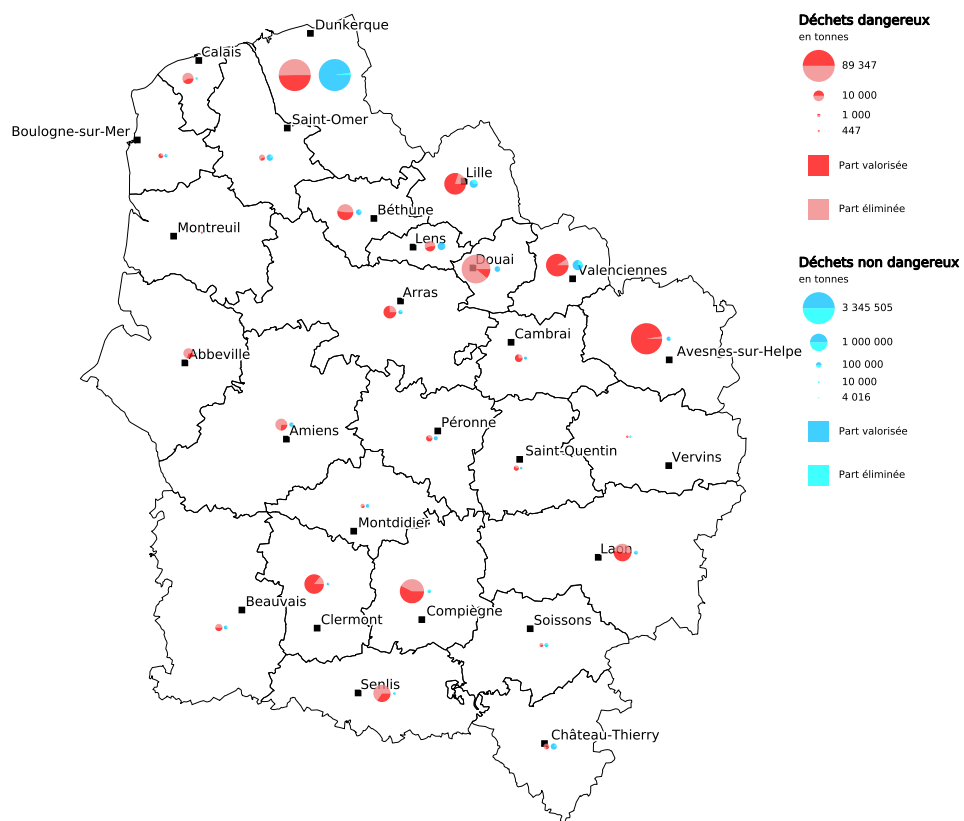 Dunkerque
Calais
Saint-Omer
Boulogne-sur-Mer
Lille
Béthune
Montreuil
Lens
Douai
Valenciennes
Arras
Cambrai
Avesnes-sur-Helpe
Abbeville
Amiens
Péronne
Saint-Quentin
Vervins
Montdidier
Laon
Beauvais
Clermont
Compiègne
Soissons
Senlis
Château-Thierry
Déchets dangereux
en tonnes
89 347
10 000
1 000
447
Part valorisée
Part éliminée
Déchets non dangereux
en tonnes
3 345 505
1 000 000
100 000
10 000
4 016
Part valorisée
Part éliminée